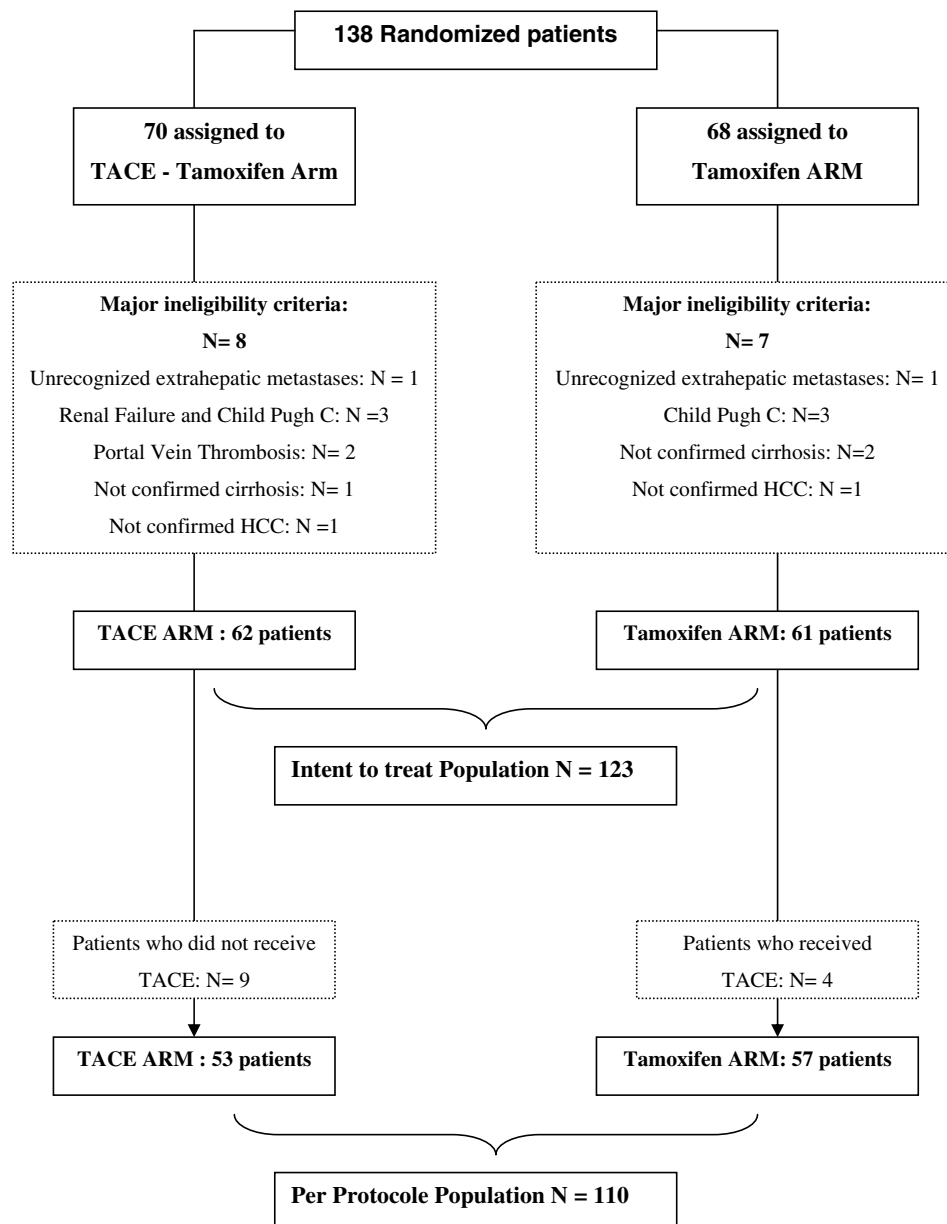 138 Randomized patients
70 assigned to
TACE - Tamoxifen Arm
68 assigned to
Tamoxifen ARM
Major ineligibility criteria:
N= 8
Unrecognized extrahepatic metastases: N = 1
Renal Failure and Child Pugh C: N =3
Portal Vein Thrombosis: N= 2
Not confirmed cirrhosis: N= 1
Not confirmed HCC: N =1
Major ineligibility criteria:
N= 7
Unrecognized extrahepatic metastases: N= 1
Child Pugh C: N=3
Not confirmed cirrhosis: N=2
Not confirmed HCC: N =1
TACE ARM : 62 patients
Tamoxifen ARM: 61 patients
Intent to treat Population N = 123
Patients who did not receive
TACE: N= 9
Patients who received
TACE: N= 4
TACE ARM : 53 patients
Tamoxifen ARM: 57 patients
Per Protocole Population N = 110